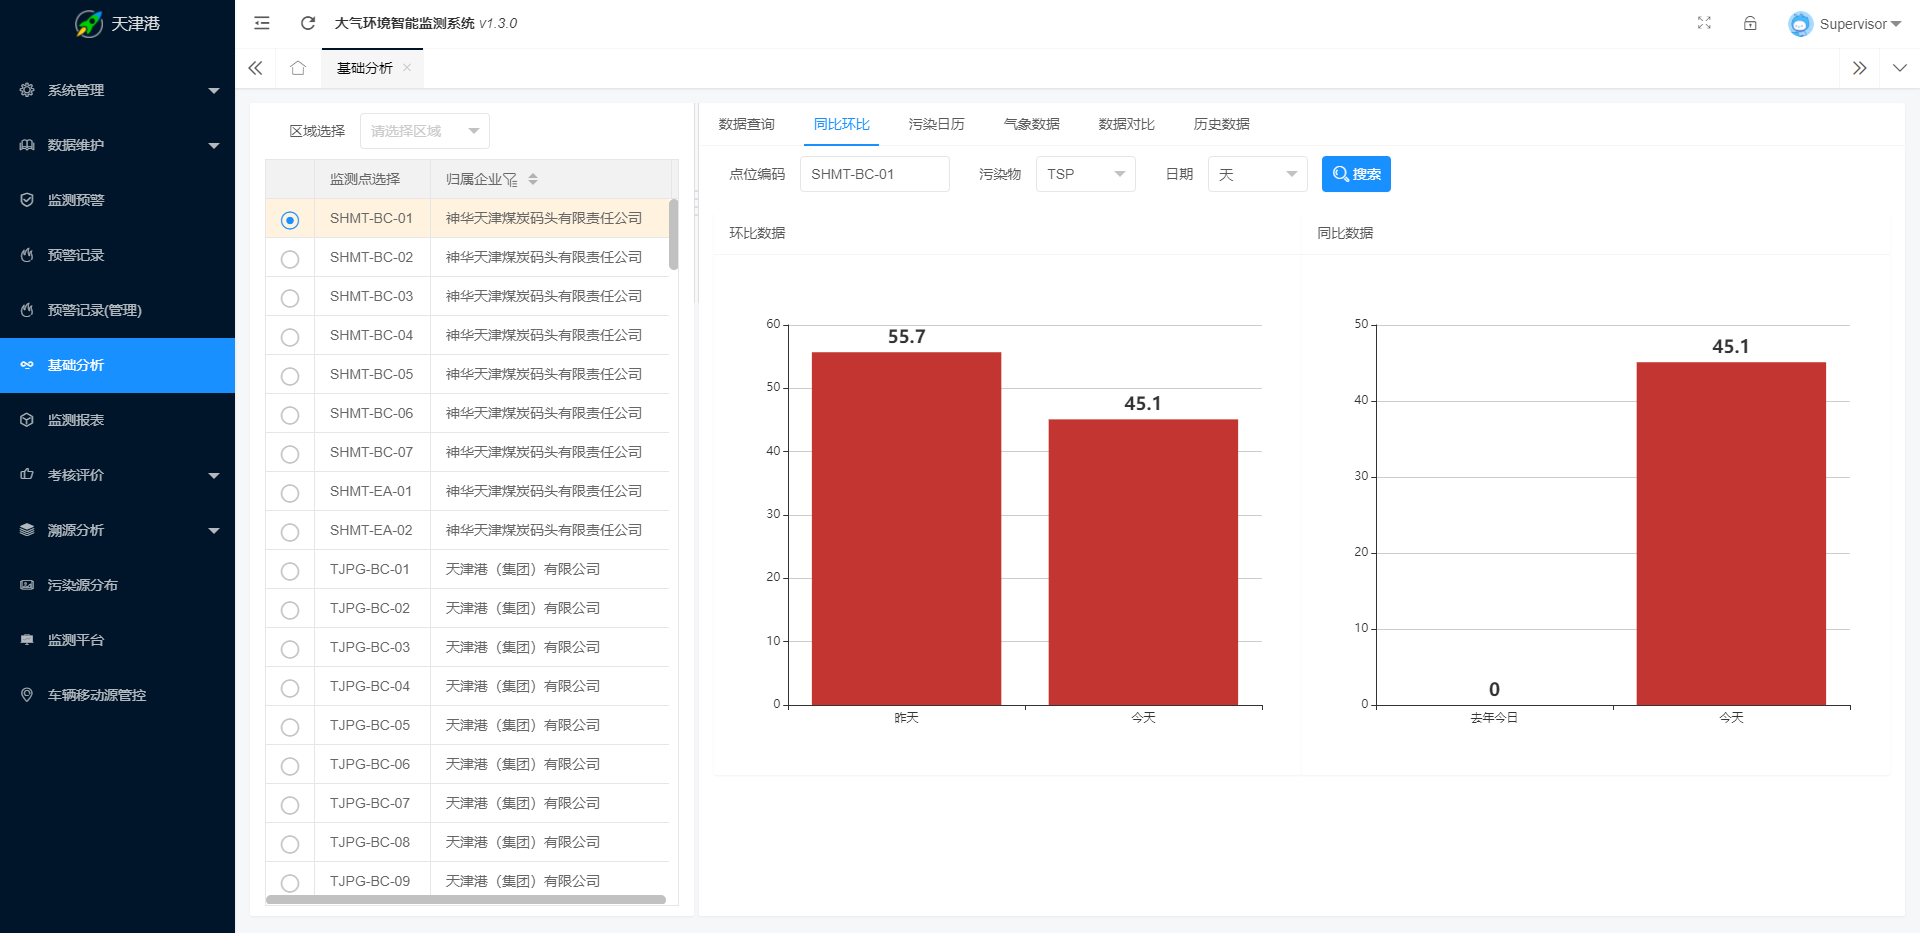 天津港
大气环境智能监测系统 v1.3.0
Supervisor
系统管理
数据维护
监测预警
预警记录
预警记录(管理)
基础分析
监测报表
考核评价
溯源分析
污染源分布
监测平台
车辆移动源管控
基础分析
区域选择 请选择区域
监测点选择 归属企业
SHMT-BC-01 神华天津煤炭码头有限责任公司
SHMT-BC-02 神华天津煤炭码头有限责任公司
SHMT-BC-03 神华天津煤炭码头有限责任公司
SHMT-BC-04 神华天津煤炭码头有限责任公司
SHMT-BC-05 神华天津煤炭码头有限责任公司
SHMT-BC-06 神华天津煤炭码头有限责任公司
SHMT-BC-07 神华天津煤炭码头有限责任公司
SHMT-EA-01 神华天津煤炭码头有限责任公司
SHMT-EA-02 神华天津煤炭码头有限责任公司
TJPG-BC-01 天津港（集团）有限公司
TJPG-BC-02 天津港（集团）有限公司
TJPG-BC-03 天津港（集团）有限公司
TJPG-BC-04 天津港（集团）有限公司
TJPG-BC-05 天津港（集团）有限公司
TJPG-BC-06 天津港（集团）有限公司
TJPG-BC-07 天津港（集团）有限公司
TJPG-BC-08 天津港（集团）有限公司
TJPG-BC-09 天津港（集团）有限公司
数据查询 同比环比 污染日历 气象数据 数据对比 历史数据
点位编码 SHMT-BC-01 污染物 TSP 日期 天 搜索
环比数据
60
50
40
30
20
10
0
55.7
45.1
昨天 今天
同比数据
50
40
30
20
10
0
0
45.1
去年今日 今天